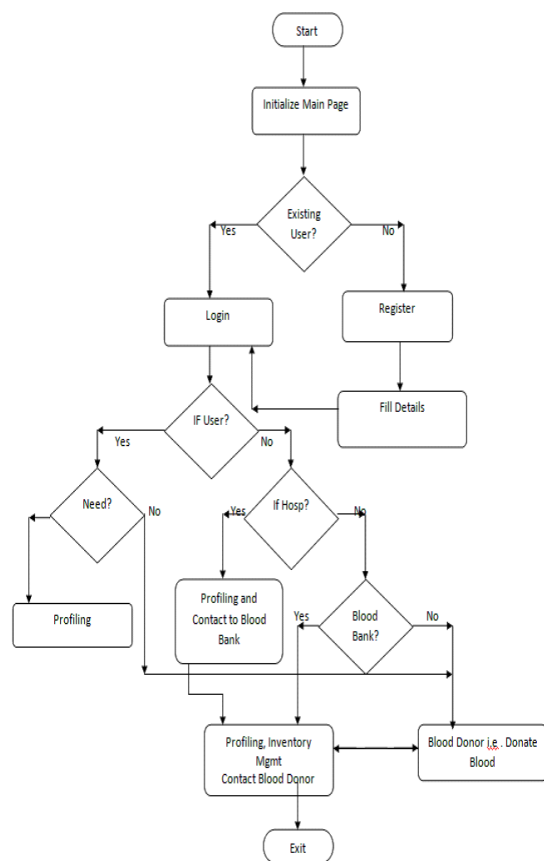 Start
Initialize Main Page
Existing
User?
Yes
No
Login
Register
Fill Details
IF User?
Yes
No
Need?
No
If Hosp?
Yes
No
Profiling
Profiling and
Contact to Blood
Bank
Blood
Bank?
Yes
No
Profiling, Inventory
Mgmt
Contact Blood Donor
Blood Donor i.e . Donate
Blood
Exit